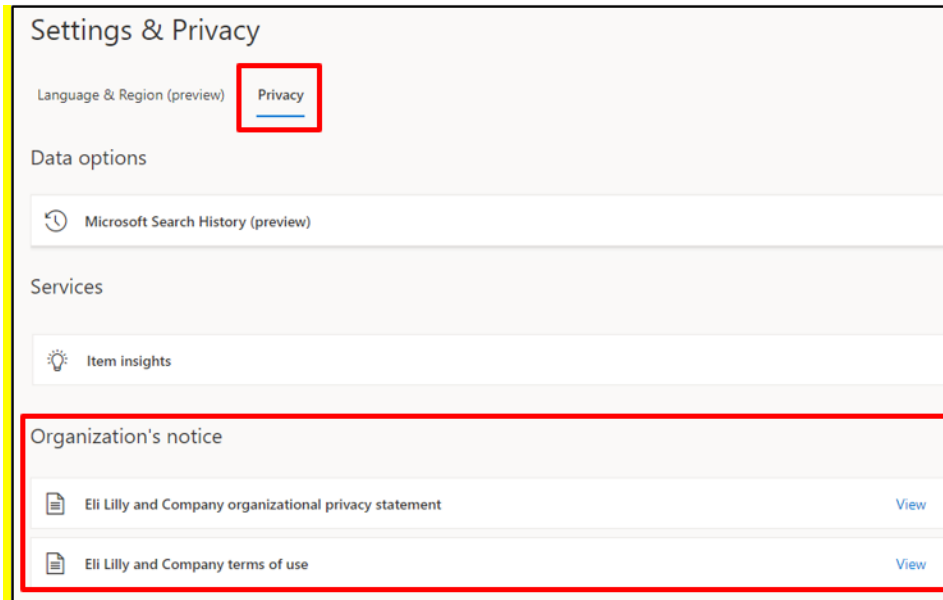 Settings & Privacy
Language & Region (preview) Privacy
Data options
Microsoft Search History (preview)
Services
Item insights
Organization's notice
Eli Lilly and Company organizational privacy statement View
Eli Lilly and Company terms of use View